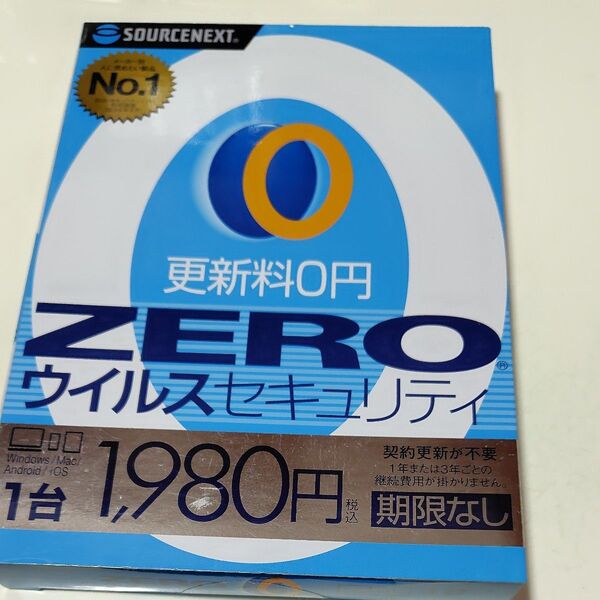 SOURCENEXT®
No.1
更新料0円
ZERO®
ウイルスセキュリティ
Windows/Mac/
Android/iOS
1台
1,980円
税込
契約更新が不要
1年または3年ごとの
継続費用が掛かりません。
期限なし